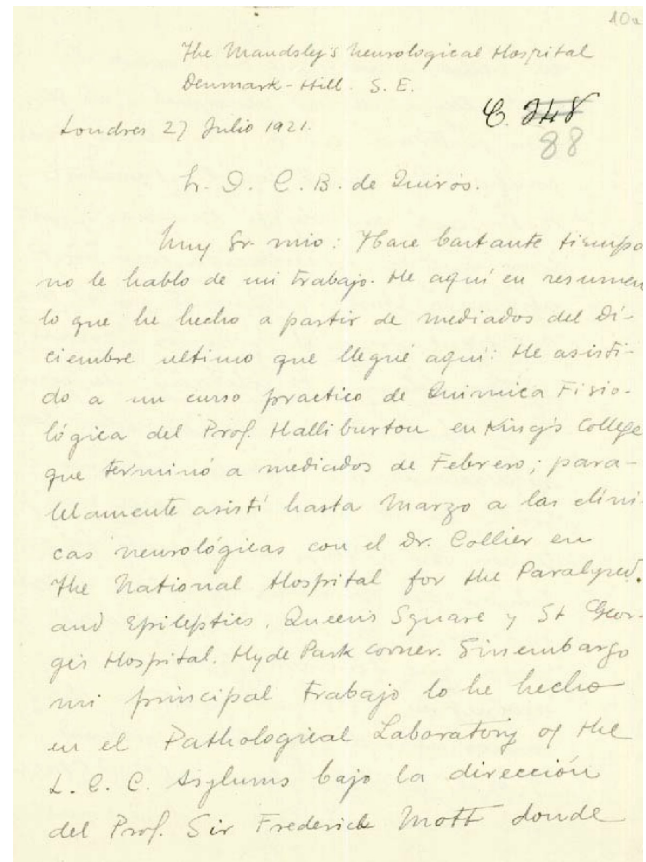 40a
The Maudsley's Neurological Hospital
Denmark-Hill. S. E.
C. 248
88
Londres 27 Julio 1921.
Sr. D. C. B. de Quirós.
Muy Sr. mio: Hace bastante tiempo
no le hablo de mi trabajo. He aquí en resumen
lo que he hecho a partir de mediados del Di-
ciembre ultimo que llegué aquí: He asisti-
do a un curso practico de Quimica Fisio-
lógica del Prof. Halliburton en King's College
que terminó a mediados de Febrero; para-
lelamente asistí hasta Marzo a las clíni-
cas neurológicas con el Dr. Collier en
The National Hospital for the Paralysed.
and Epileptics. Queen's Square y St Geor-
ge's Hospital. Hyde Park corner. Sin embargo
mi principal trabajo lo he hecho
en el Pathological Laboratory of the
L. C. C. Asylums bajo la dirección
del Prof. Sir Frederick Mott donde